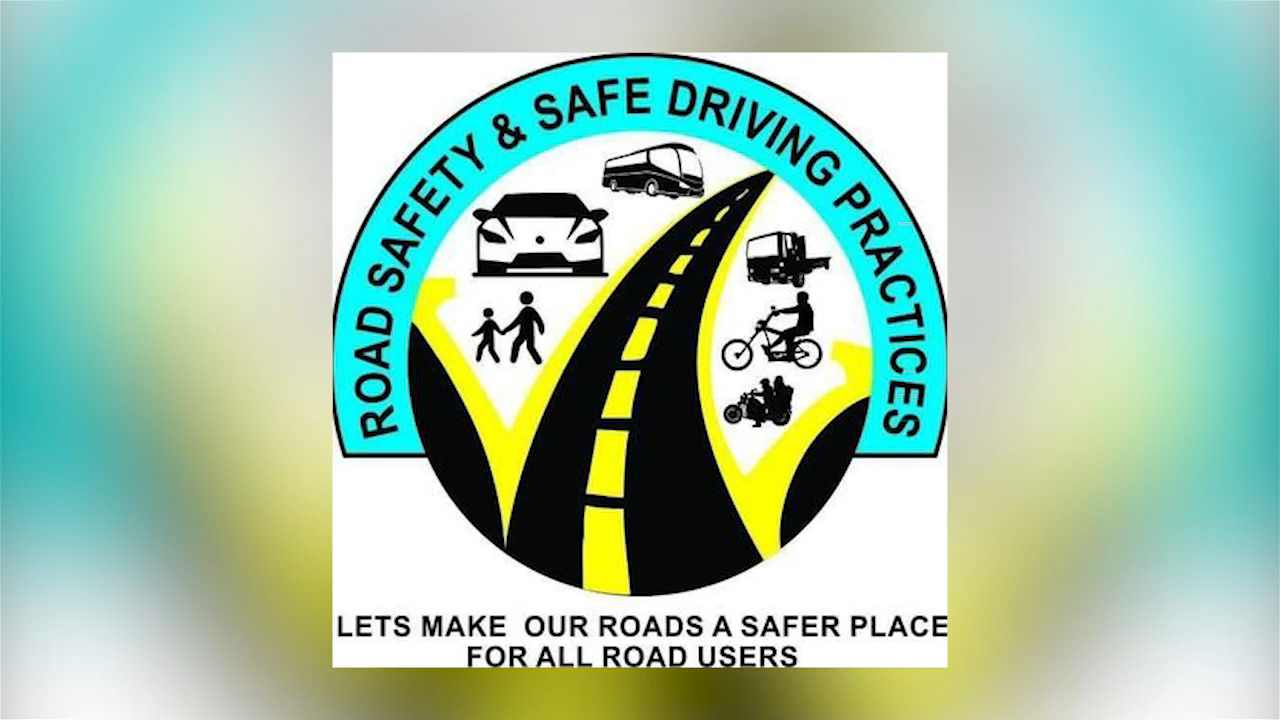 ROAD SAFETY & SAFE DRIVING PRACTICES
LETS MAKE OUR ROADS A SAFER PLACE
FOR ALL ROAD USERS